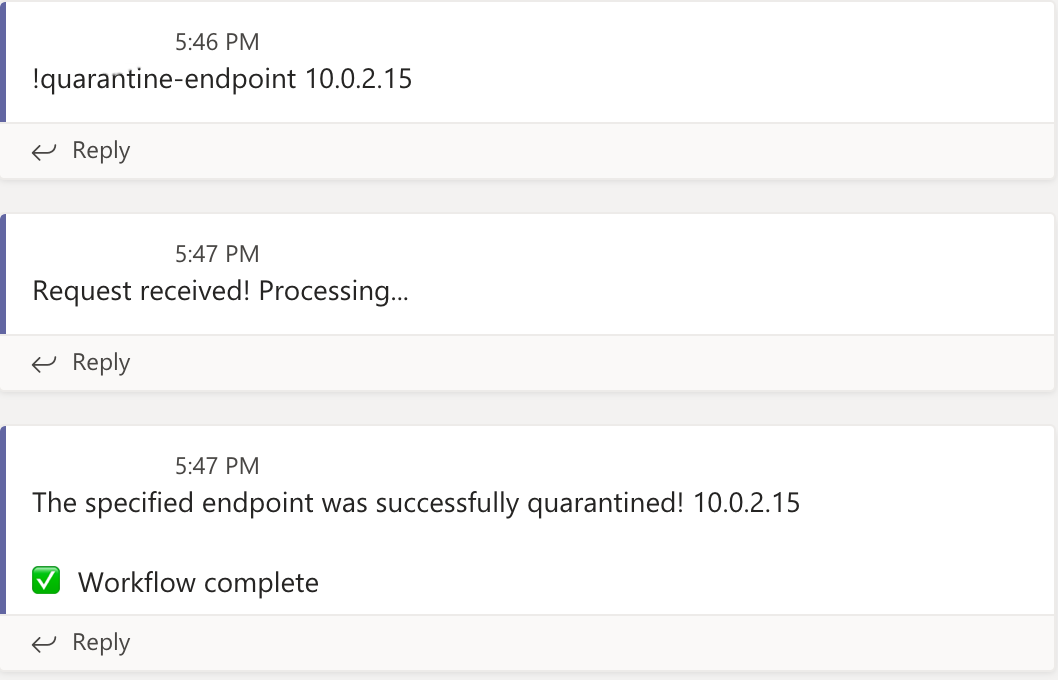 5:46 PM
!quarantine-endpoint 10.0.2.15
Reply
5:47 PM
Request received! Processing...
Reply
5:47 PM
The specified endpoint was successfully quarantined! 10.0.2.15
✅ Workflow complete
Reply